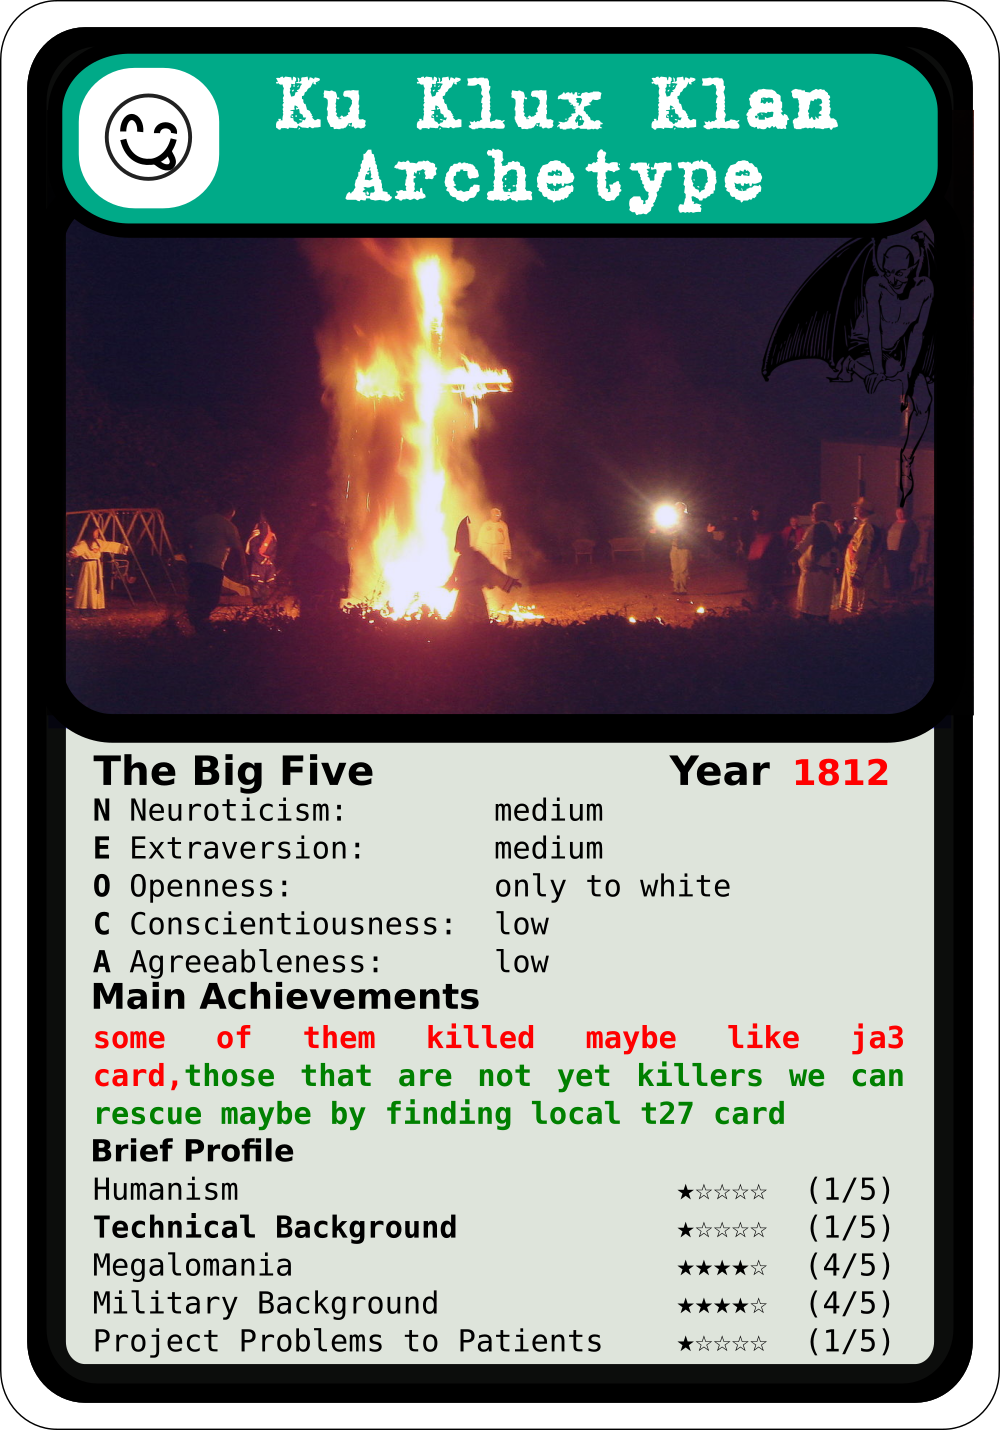 Ku Klux Klan
Archetype
The Big Five Year 1812
N Neuroticism: medium
E Extraversion: medium
O Openness: only to white
C Conscientiousness: low
A Agreeableness: low
Main Achievements
some of them killed maybe like ja3
card,those that are not yet killers we can
rescue maybe by finding local t27 card
Brief Profile
Humanism ★☆☆☆☆ (1/5)
Technical Background ★☆☆☆☆ (1/5)
Megalomania ★★★★☆ (4/5)
Military Background ★★★★☆ (4/5)
Project Problems to Patients ★☆☆☆☆ (1/5)